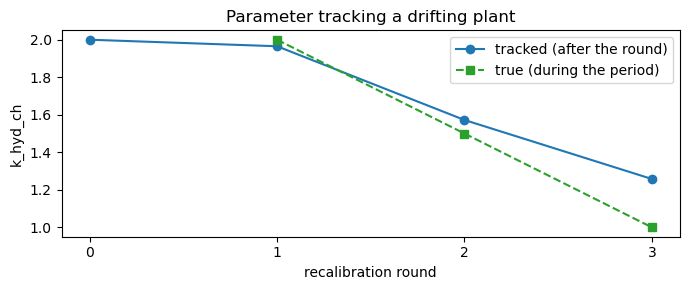 Parameter tracking a drifting plant
k_hyd_ch
2.0
1.8
1.6
1.4
1.2
1.0
tracked (after the round)
true (during the period)
0 1 2 3
recalibration round